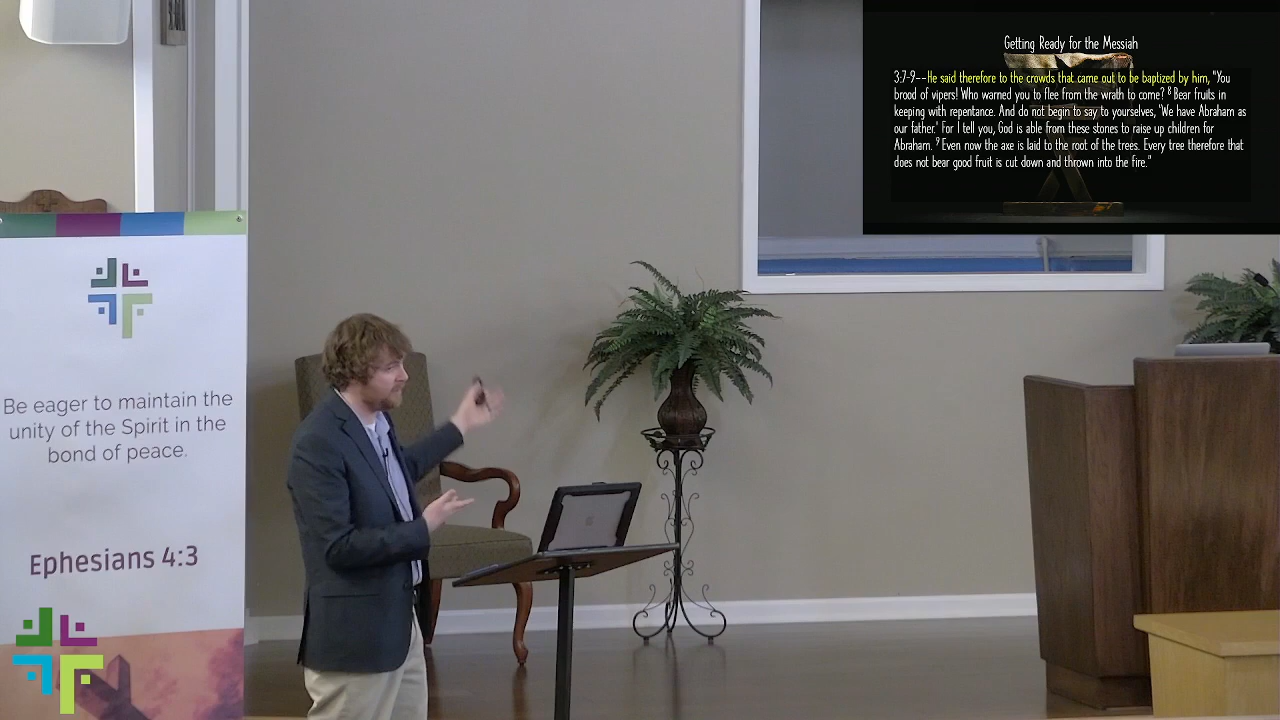 Getting Ready for the Messiah
3:7-9--He said therefore to the crowds that came out to be baptized by him, "You
brood of vipers! Who warned you to flee from the wrath to come? 8 Bear fruits in
keeping with repentance. And do not begin to say to yourselves, 'We have Abraham as
our father.' For I tell you, God is able from these stones to raise up children for
Abraham. 9 Even now the axe is laid to the root of the trees. Every tree therefore that
does not bear good fruit is cut down and thrown into the fire."
Be eager to maintain the
unity of the Spirit in the
bond of peace.
Ephesians 4:3